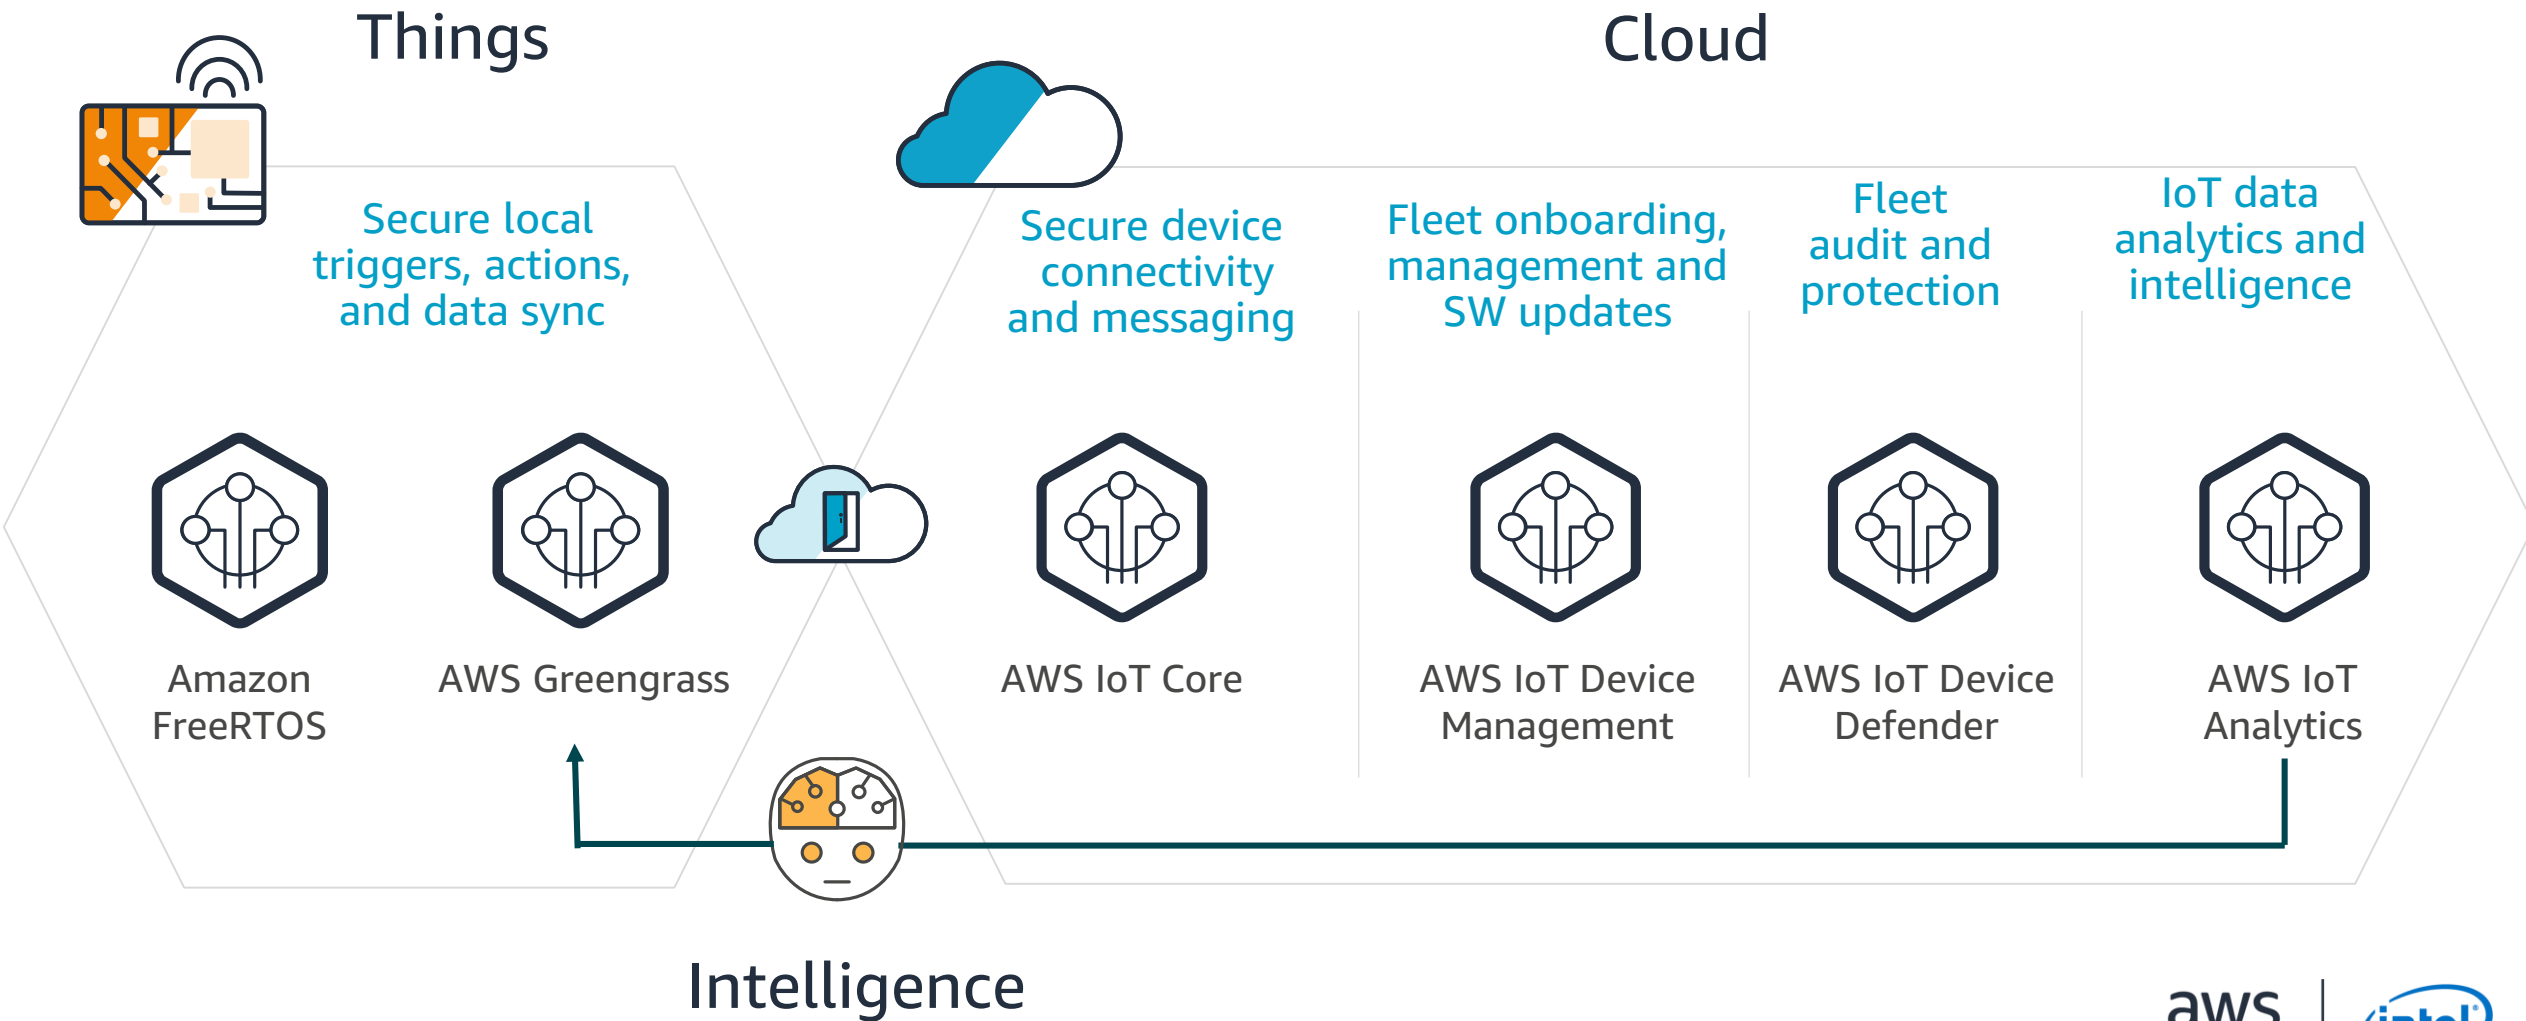 Things
Cloud
Secure local
triggers, actions,
and data sync
Secure device
connectivity
and messaging
Fleet onboarding,
management and
SW updates
Fleet
audit and
protection
IoT data
analytics and
intelligence
Amazon
FreeRTOS
AWS Greengrass
AWS IoT Core
AWS IoT Device
Management
AWS IoT Device
Defender
AWS IoT
Analytics
Intelligence
aws
intel